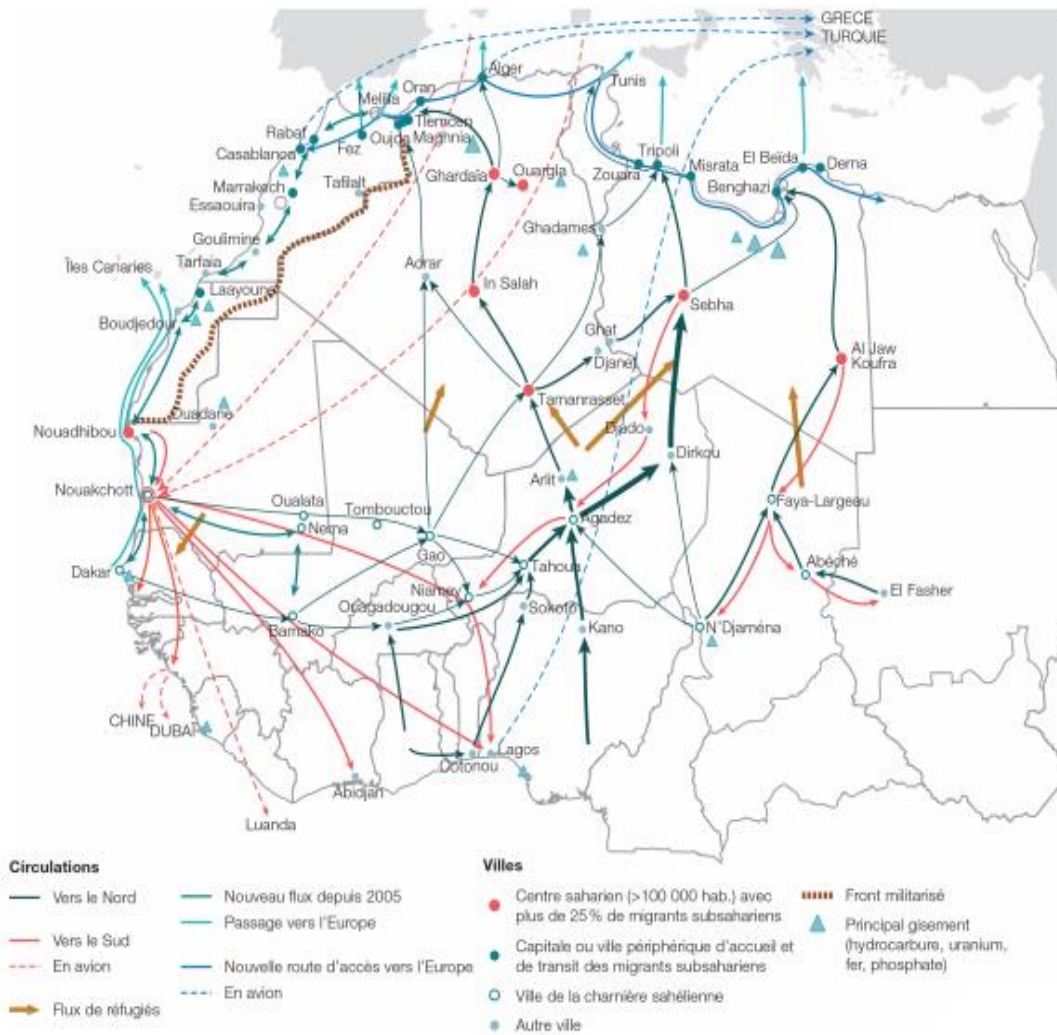 GRECE
TURQUIE
Alger
Tunis
Oran
Melilla
Tlemcen
Rabat
Oujda Maghnia
Fez
Casablanca
Tripoli
Misrata
El Beïda
Derna
Zouara
Benghazi
Ghardaïa
Ouargla
Marrakech
Tafilalt
Essaouira
Ghadames
Goulimine
Tarfaia
Îles Canaries
Adrar
In Salah
Laayoune
Sebha
Boudjedour
Ghat
Djanet
Al Jaw
Koufra
Tamanrasset
Ouadane
Nouadhibou
Djado
Dirkou
Arlit
Nouakchott
Oualata
Tombouctou
Faya-Largeau
Nema
Agadez
Gao
Tahoua
Abéché
Dakar
Niamey
El Fasher
Ouagadougou
Sokoto
Bamako
Kano
N'Djaména
CHINE
DUBAI
Lagos
Cotonou
Abidjan
Luanda
Circulations
Vers le Nord
Vers le Sud
En avion
Flux de réfugiés
Nouveau flux depuis 2005
Passage vers l'Europe
Nouvelle route d'accès vers l'Europe
En avion
Villes
Centre saharien (>100 000 hab.) avec
plus de 25 % de migrants subsahariens
Capitale ou ville périphérique d'accueil et
de transit des migrants subsahariens
Ville de la charnière sahélienne
Autre ville
Front militarisé
Principal gisement
(hydrocarbure, uranium,
fer, phosphate)